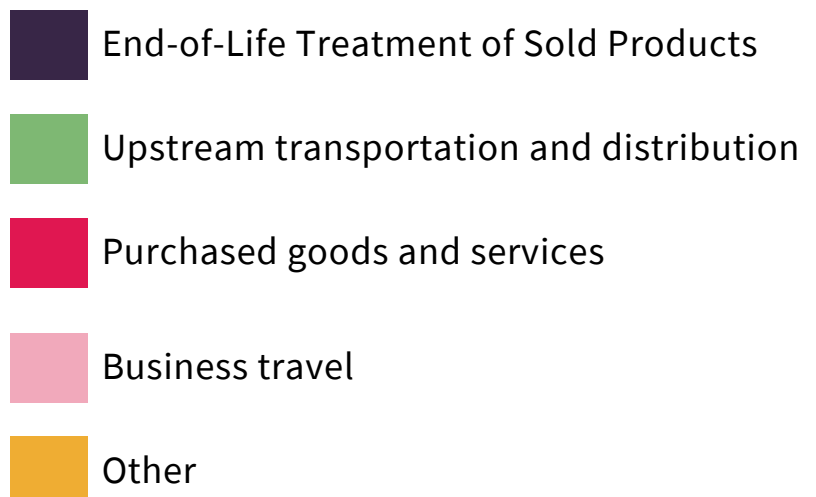 End-of-Life Treatment of Sold Products
Upstream transportation and distribution
Purchased goods and services
Business travel
Other